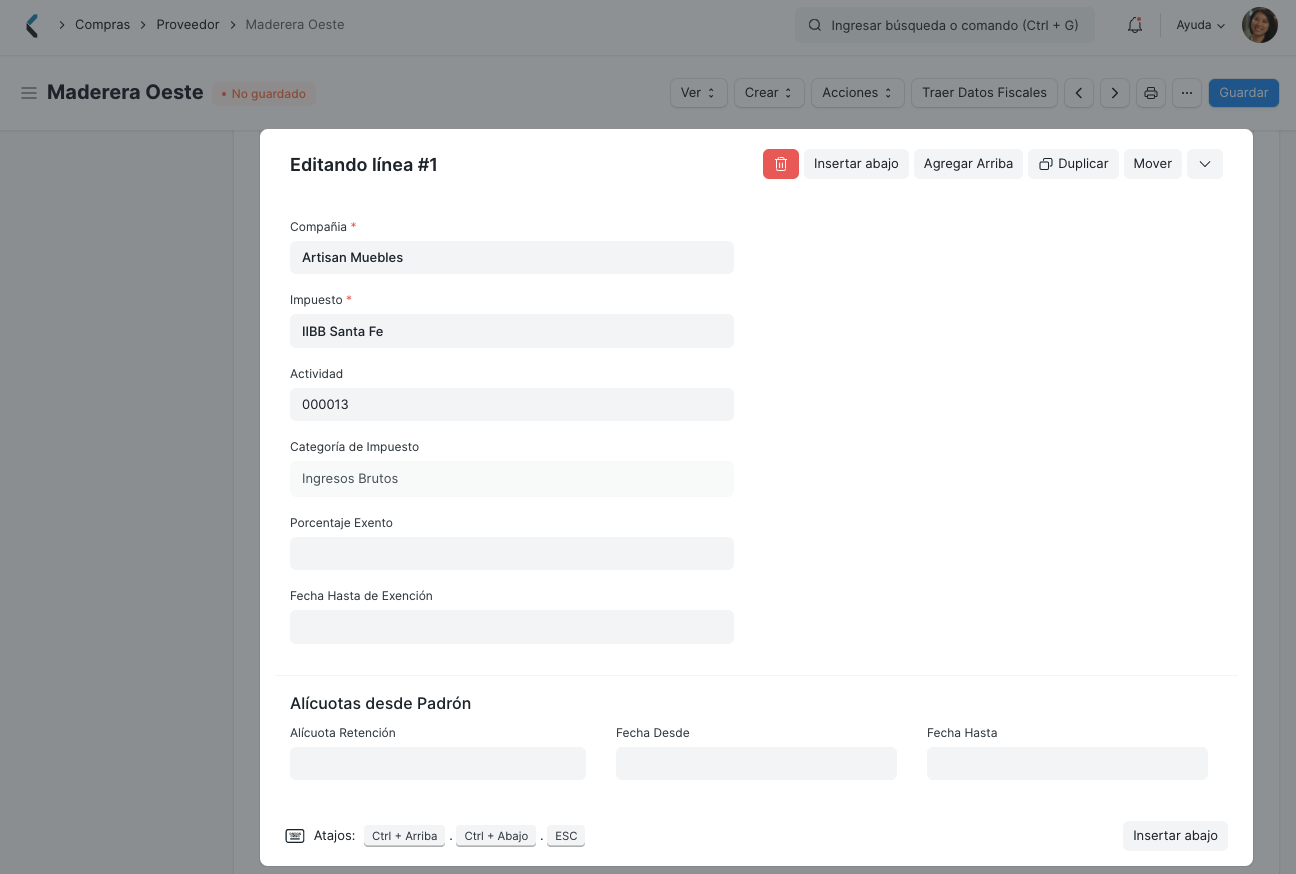 Compras Proveedor Maderera Oeste Ingresar búsqueda o comando (Ctrl + G) Ayuda
Maderera Oeste • No guardado Ver Crear Acciones Traer Datos Fiscales ... Guardar
Editando línea #1 Insertar abajo Agregar Arriba Duplicar Mover
Compañia *
Artisan Muebles
Impuesto *
IIBB Santa Fe
Actividad
000013
Categoría de Impuesto
Ingresos Brutos
Porcentaje Exento
Fecha Hasta de Exención
Alícuotas desde Padrón
Alícuota Retención Fecha Desde Fecha Hasta
Atajos: Ctrl + Arriba . Ctrl + Abajo . ESC Insertar abajo